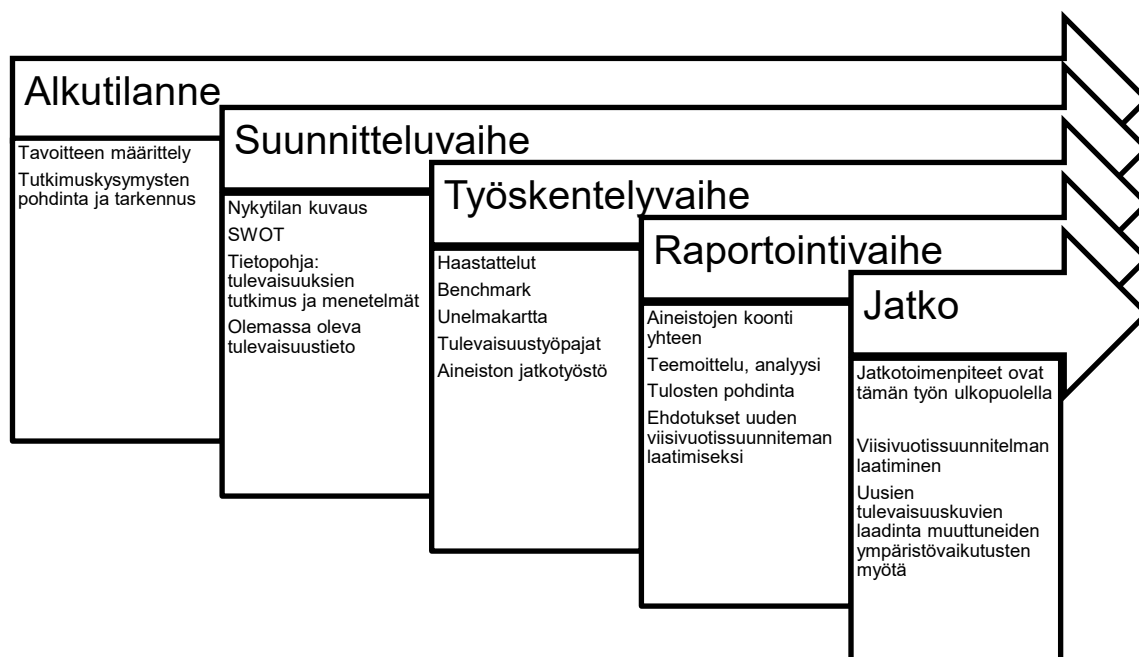 Alkutilanne
Tavoitteen määrittely
Tutkimuskysymysten
pohdinta ja tarkennus
Suunnitteluvaihe
Nykytilan kuvaus
SWOT
Tietopohja:
tulevaisuuksien
tutkimus ja menetelmät
Olemassa oleva
tulevaisuustieto
Työskentelyvaihe
Haastattelut
Benchmark
Unelmakartta
Tulevaisuustyöpajat
Aineiston jatkotyöstö
Raportointivaihe
Aineistojen koonti
yhteen
Teemoittelu, analyysi
Tulosten pohdinta
Ehdotukset uuden
viisivuotissuunniteman
laatimiseksi
Jatko
Jatkotoimenpiteet ovat
tämän työn ulkopuolella
Viisivuotissuunnitelman
laatiminen
Uusien
tulevaisuuskuvien
laadinta muuttuneiden
ympäristövaikutusten
myötä